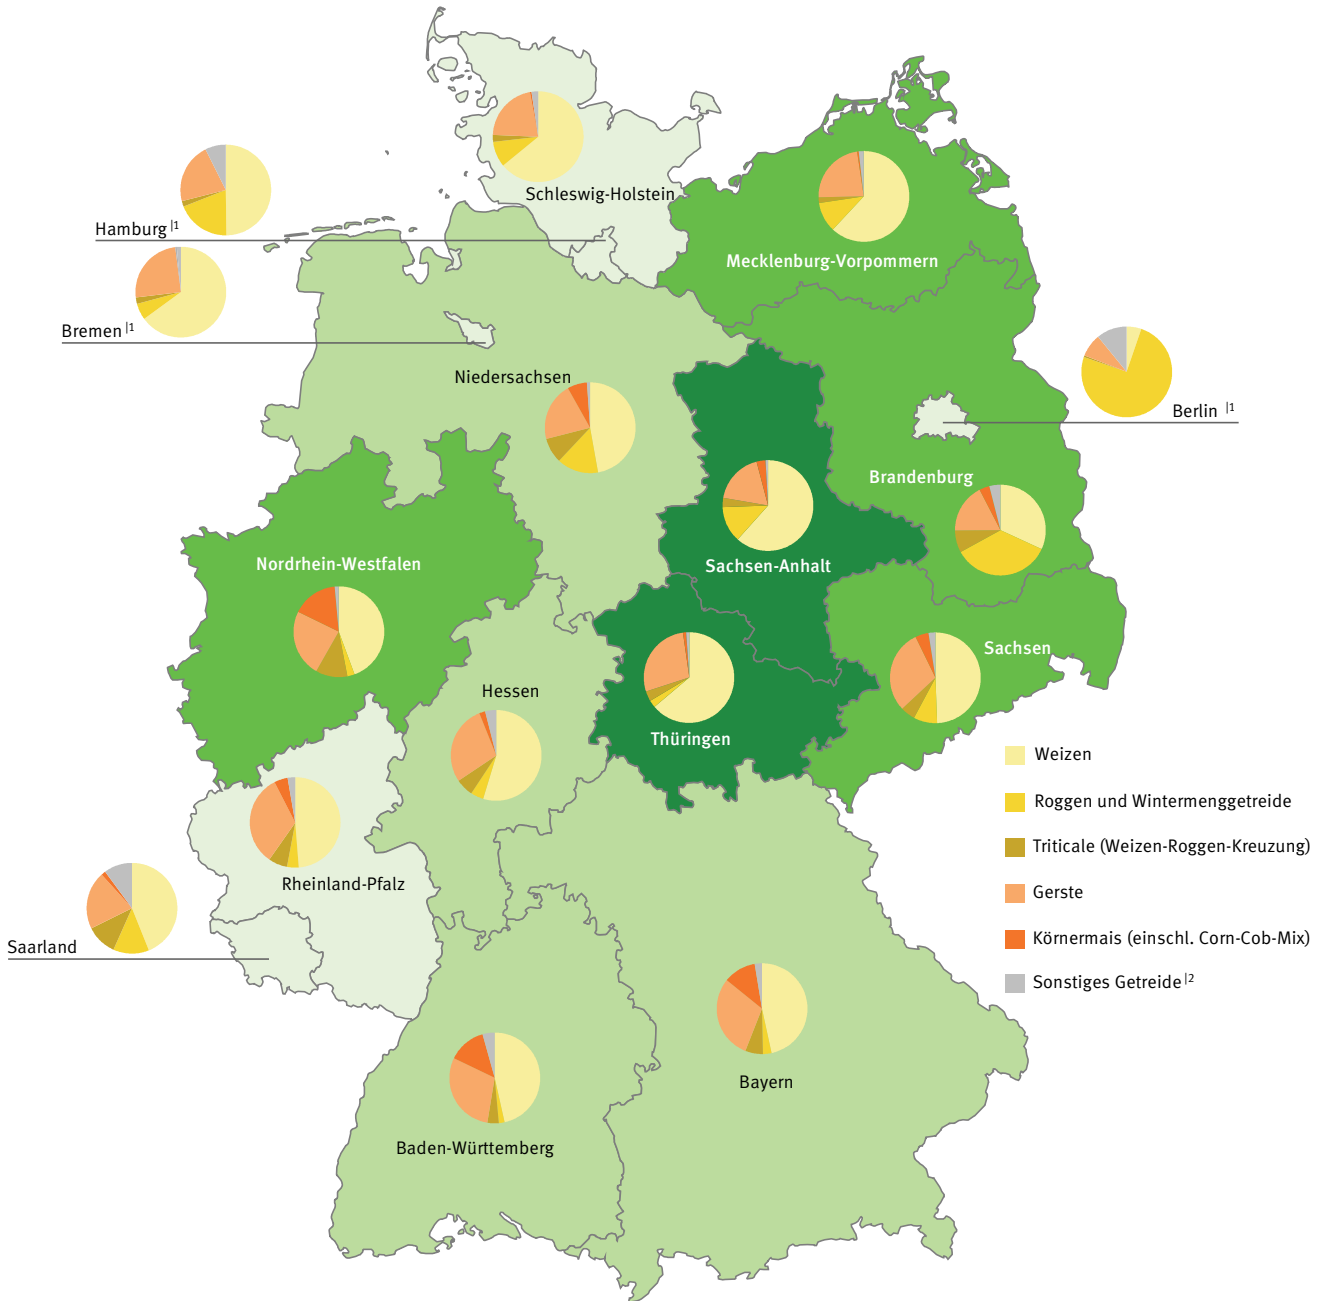 Schleswig-Holstein
Hamburg |1
Mecklenburg-Vorpommern
Bremen |1
Niedersachsen
Berlin |1
Brandenburg
Nordrhein-Westfalen
Sachsen-Anhalt
Sachsen
Hessen
Thüringen
Weizen
Roggen und Wintermenggetreide
Triticale (Weizen-Roggen-Kreuzung)
Rheinland-Pfalz
Gerste
Saarland
Körnermais (einschl. Corn-Cob-Mix)
Sonstiges Getreide |2
Bayern
Baden-Württemberg